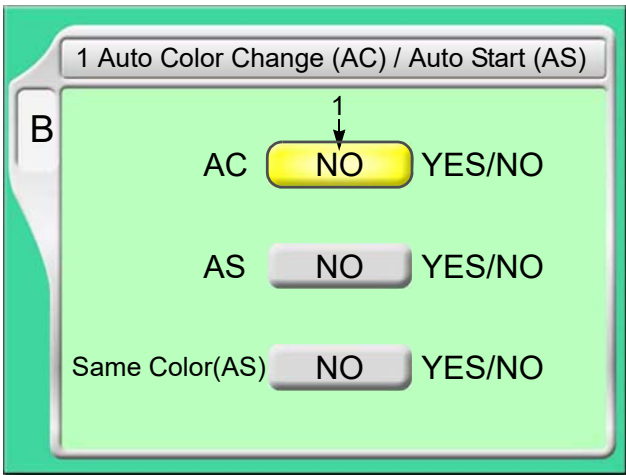 1 Auto Color Change (AC) / Auto Start (AS)
B
1
AC NO YES/NO
AS NO YES/NO
Same Color(AS) NO YES/NO